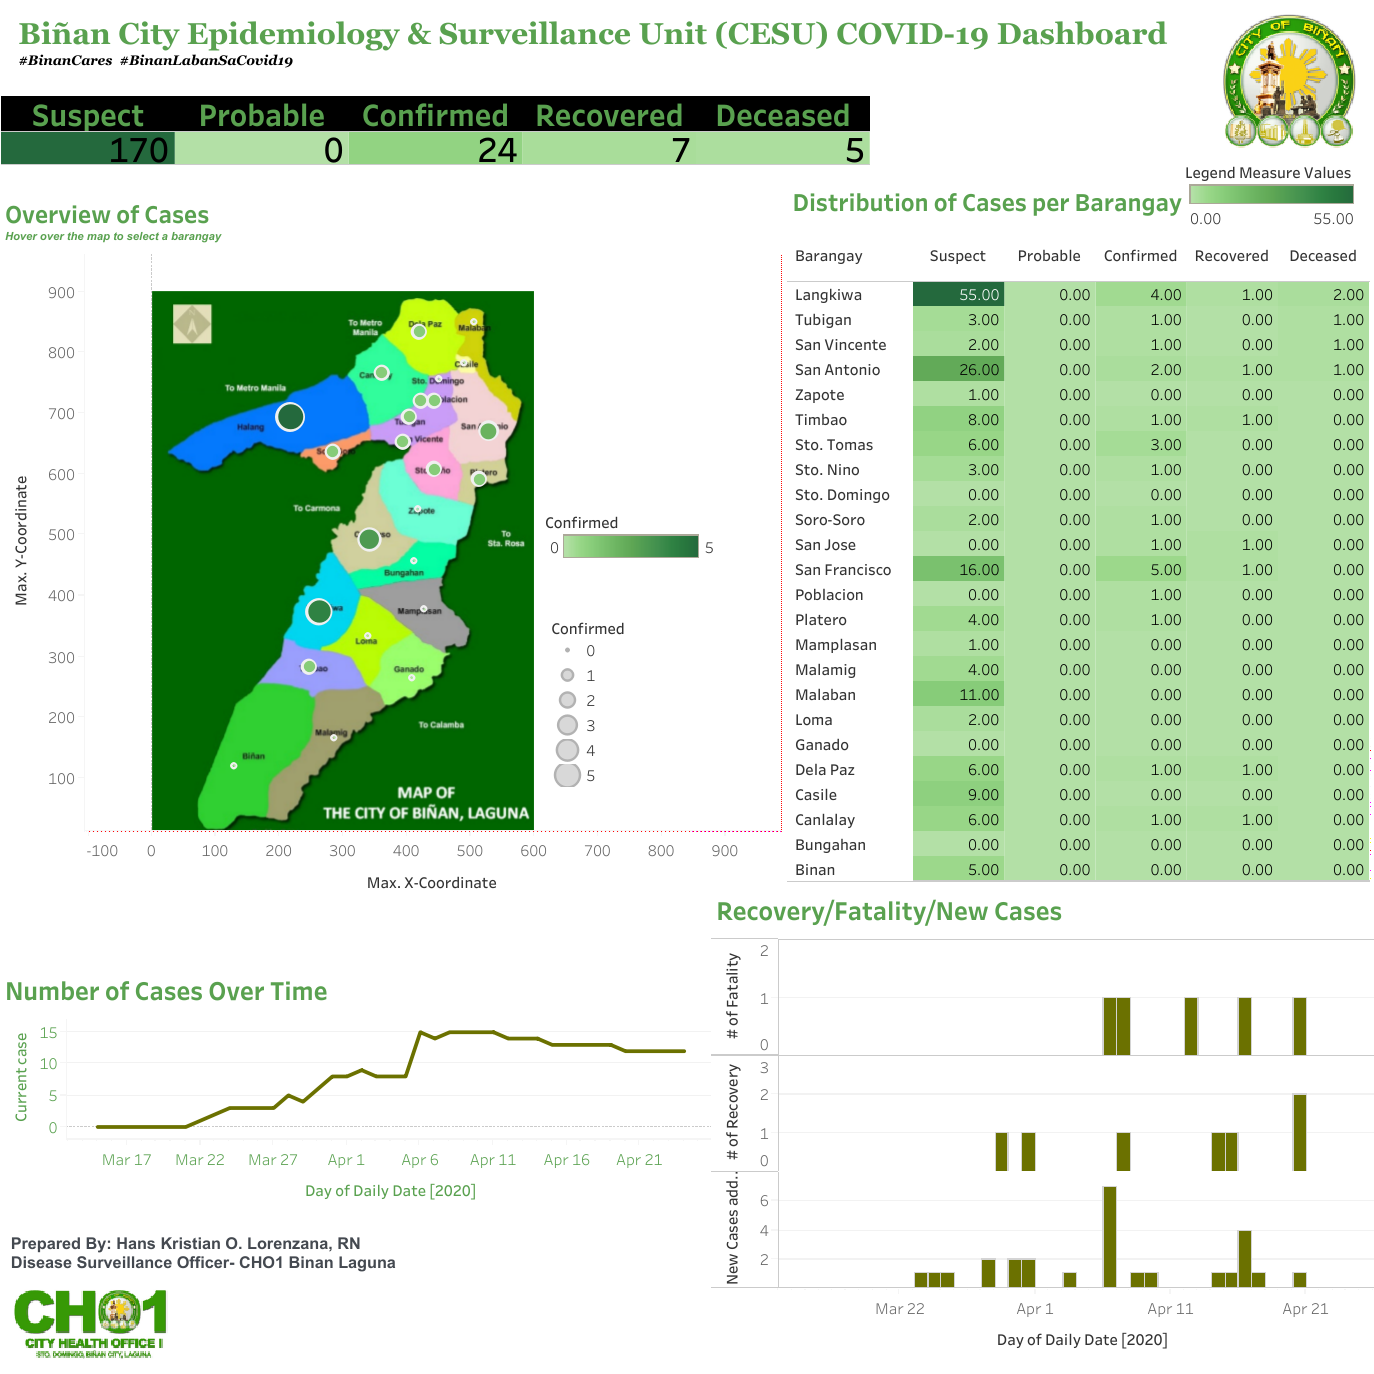 Biñan City Epidemiology & Surveillance Unit (CESU) COVID-19 Dashboard
#BinanCares #BinanLabanSaCovid19
CITY OF BIÑAN
Suspect Probable Confirmed Recovered Deceased
170 0 24 7 5
Legend Measure Values
0.00 55.00
Overview of Cases
Hover over the map to select a barangay
Max. Y-Coordinate
900
800
700
600
500
400
300
200
100
-100 0 100 200 300 400 500 600 700 800 900
Max. X-Coordinate
To Metro Manila
Dela Paz
Malaban
Casile
Sto. Domingo
To Metro Manila
Halang
Vicente
Zapote
To Carmona
To Sta. Rosa
Bungahan
Mamplasan
Loma
Ganado
To Calamba
Malamig
Biñan
MAP OF
THE CITY OF BIÑAN, LAGUNA
Confirmed
0 5
Confirmed
0
1
2
3
4
5
Distribution of Cases per Barangay
Barangay Suspect Probable Confirmed Recovered Deceased
Langkiwa 55.00 0.00 4.00 1.00 2.00
Tubigan 3.00 0.00 1.00 0.00 1.00
San Vincente 2.00 0.00 1.00 0.00 1.00
San Antonio 26.00 0.00 2.00 1.00 1.00
Zapote 1.00 0.00 0.00 0.00 0.00
Timbao 8.00 0.00 1.00 1.00 0.00
Sto. Tomas 6.00 0.00 3.00 0.00 0.00
Sto. Nino 3.00 0.00 1.00 0.00 0.00
Sto. Domingo 0.00 0.00 0.00 0.00 0.00
Soro-Soro 2.00 0.00 1.00 0.00 0.00
San Jose 0.00 0.00 1.00 1.00 0.00
San Francisco 16.00 0.00 5.00 1.00 0.00
Poblacion 0.00 0.00 1.00 0.00 0.00
Platero 4.00 0.00 1.00 0.00 0.00
Mamplasan 1.00 0.00 0.00 0.00 0.00
Malamig 4.00 0.00 0.00 0.00 0.00
Malaban 11.00 0.00 0.00 0.00 0.00
Loma 2.00 0.00 0.00 0.00 0.00
Ganado 0.00 0.00 0.00 0.00 0.00
Dela Paz 6.00 0.00 1.00 1.00 0.00
Casile 9.00 0.00 0.00 0.00 0.00
Canlalay 6.00 0.00 1.00 1.00 0.00
Bungahan 0.00 0.00 0.00 0.00 0.00
Binan 5.00 0.00 0.00 0.00 0.00
Number of Cases Over Time
Current case
15
10
5
0
Mar 17 Mar 22 Mar 27 Apr 1 Apr 6 Apr 11 Apr 16 Apr 21
Day of Daily Date [2020]
Recovery/Fatality/New Cases
# of Fatality
2
1
0
# of Recovery
3
2
1
0
New Cases add..
6
4
2
Mar 22 Apr 1 Apr 11 Apr 21
Day of Daily Date [2020]
Prepared By: Hans Kristian O. Lorenzana, RN
Disease Surveillance Officer- CHO1 Binan Laguna
CHO1
CITY HEALTH OFFICE I
STO. DOMINGO, BIÑAN CITY, LAGUNA